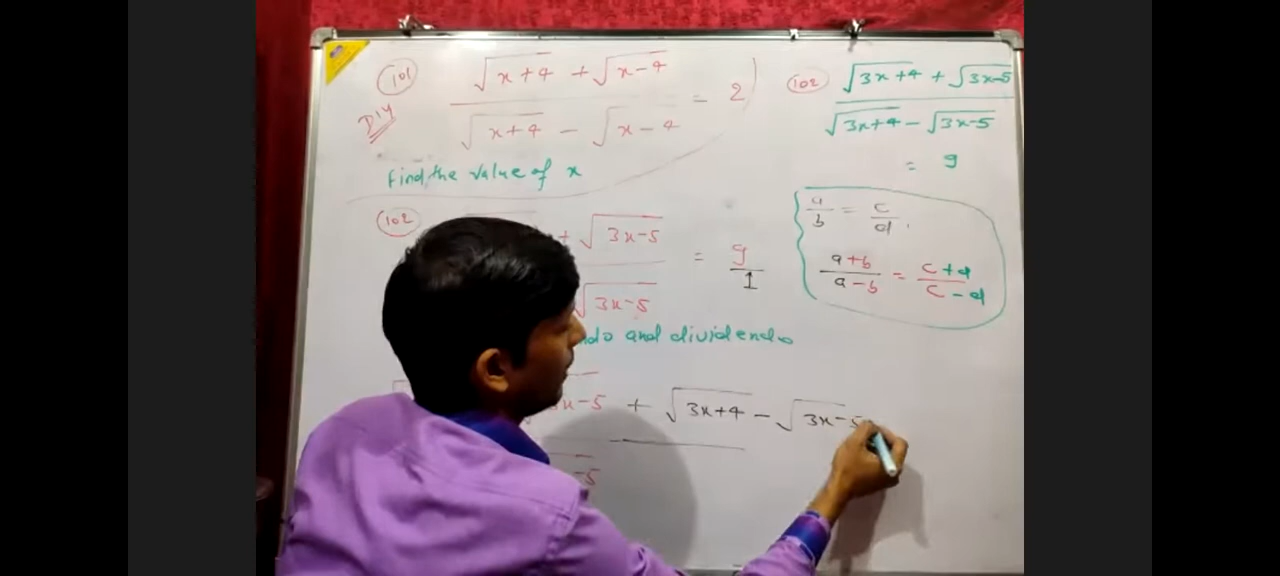 101
√x+4 + √x-4
√x+4 - √x-4
= 2
DIY
Find the value of x
102
√3x+4 + √3x-5
√3x+4 - √3x-5
= 9
a/b = c/d
a+b/a-b = c+d/c-d
102
+ √3x-5
√3x-5
= 9/1
ndo and dividendo
3x-5 + √3x+4 - √3x-5
-5